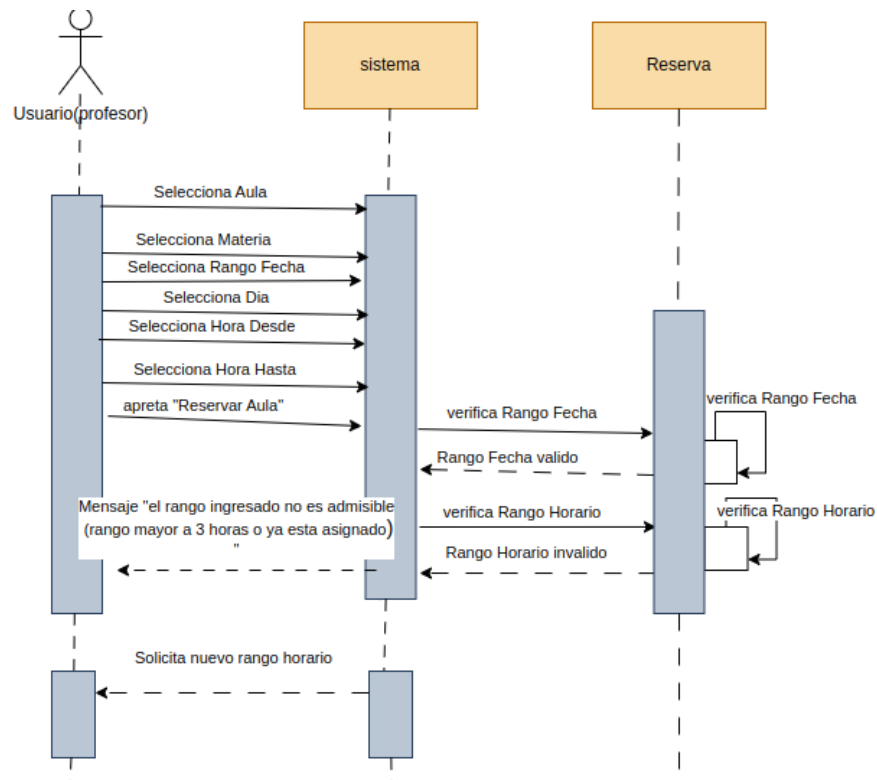 Usuario(profesor)
sistema
Reserva
Selecciona Aula
Selecciona Materia
Selecciona Rango Fecha
Selecciona Dia
Selecciona Hora Desde
Selecciona Hora Hasta
apreta "Reservar Aula"
verifica Rango Fecha
verifica Rango Fecha
Rango Fecha valido
Mensaje "el rango ingresado no es admisible
(rango mayor a 3 horas o ya esta asignado)
"
verifica Rango Horario
verifica Rango Horario
Rango Horario invalido
Solicita nuevo rango horario